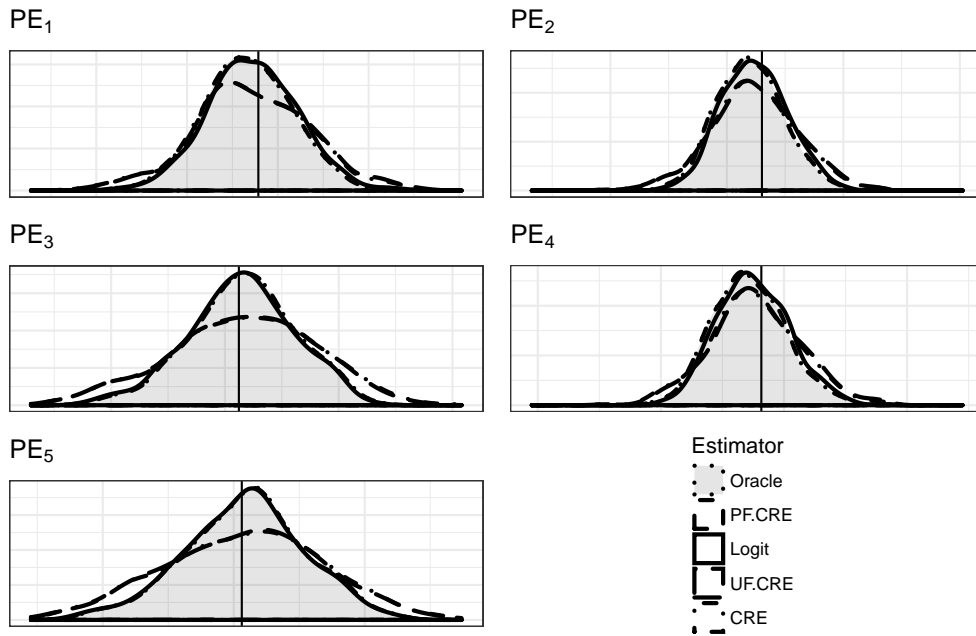 PE1
PE2
PE3
PE4
PE5
Estimator
Oracle
PF.CRE
Logit
UF.CRE
CRE